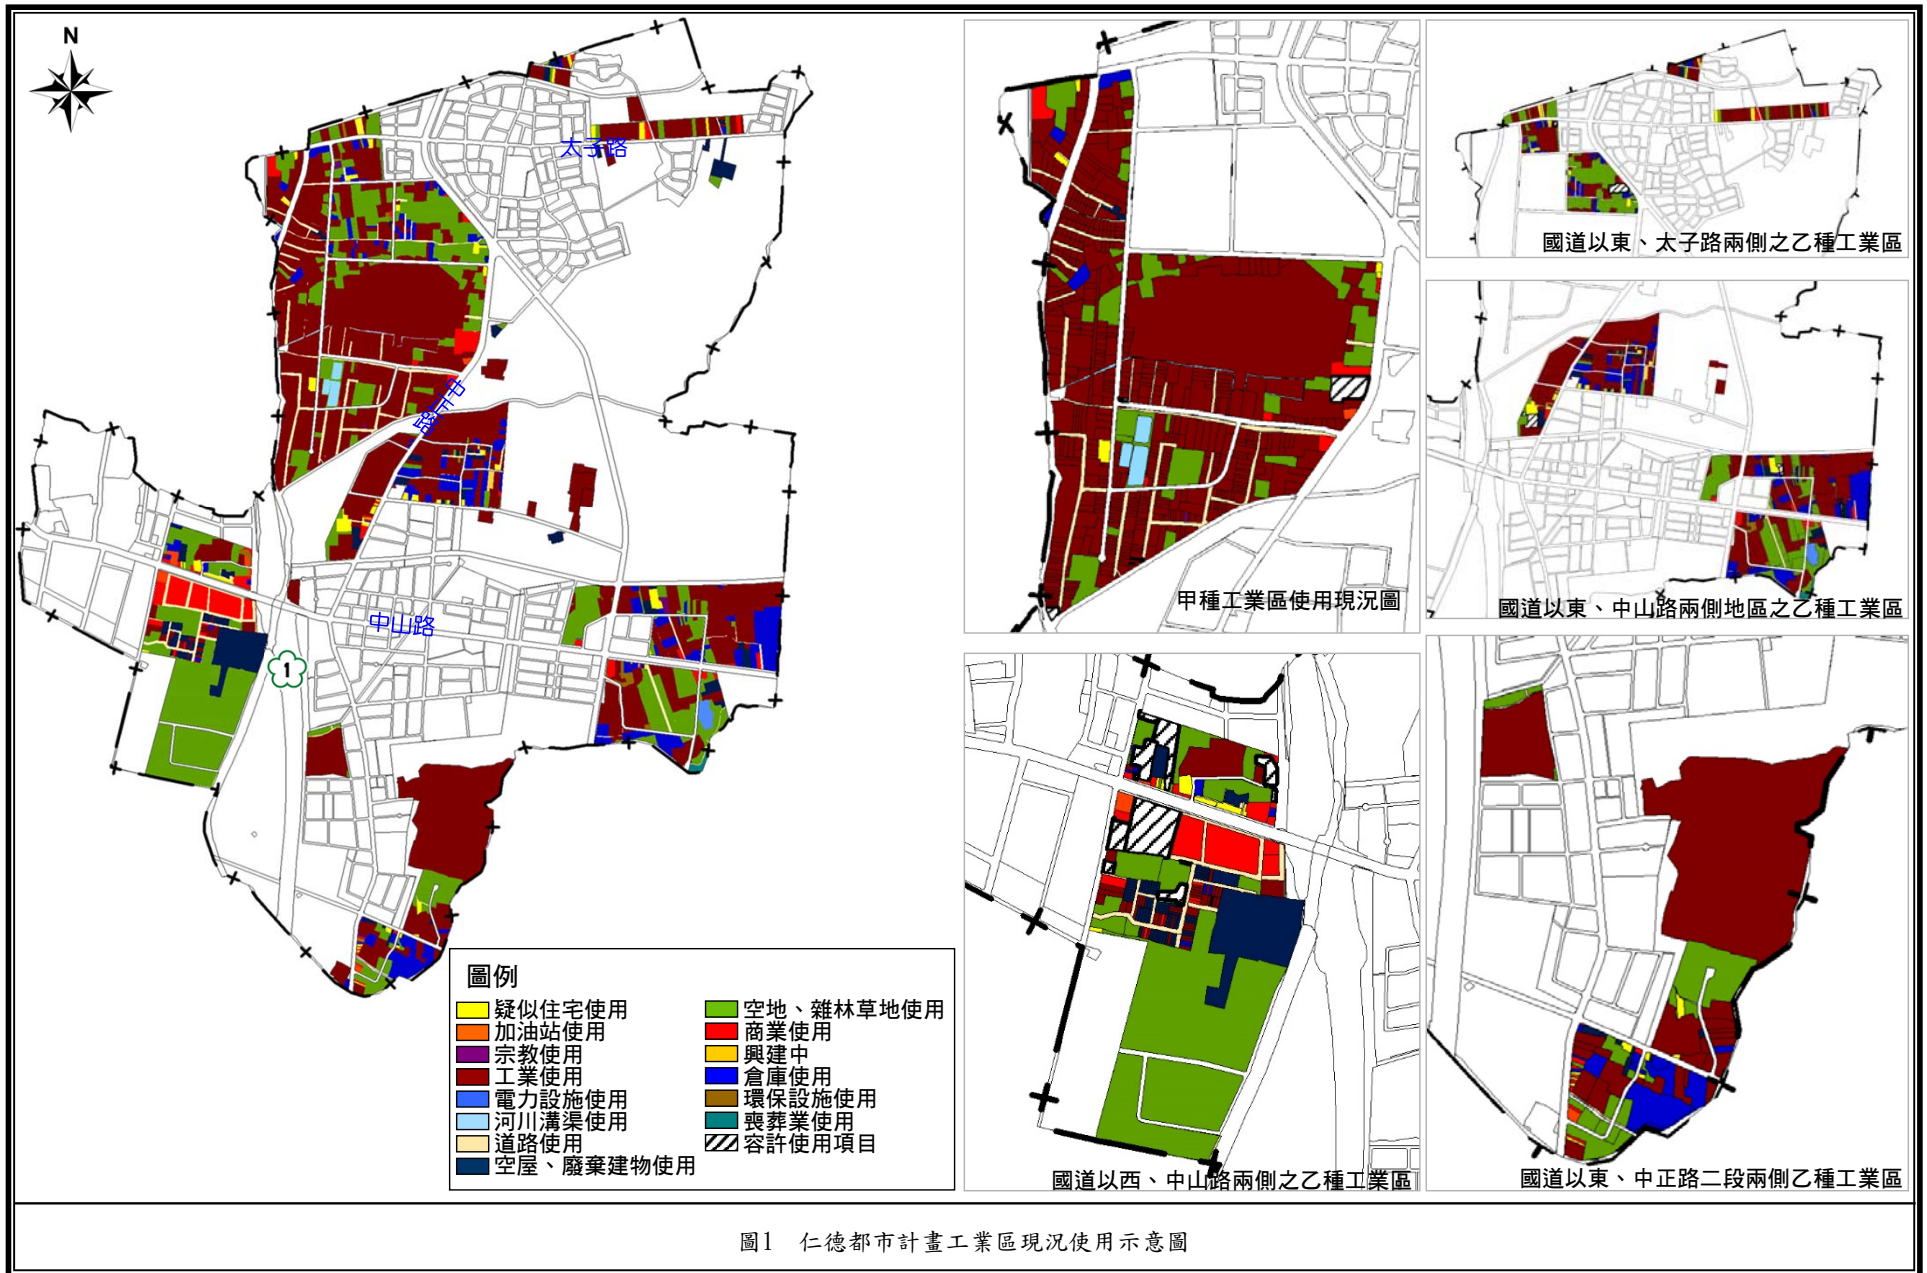 N
太子路
中正路
中山路
1
圖例
疑似住宅使用
加油站使用
宗教使用
工業使用
電力設施使用
河川溝渠使用
道路使用
空屋、廢棄建物使用
空地、雜林草地使用
商業使用
興建中
倉庫使用
環保設施使用
喪葬業使用
容許使用項目
甲種工業區使用現況圖
國道以東、太子路兩側之乙種工業區
國道以東、中山路兩側地區之乙種工業區
國道以西、中山路兩側之乙種工業區
國道以東、中正路二段兩側乙種工業區
圖1 仁德都市計畫工業區現況使用示意圖